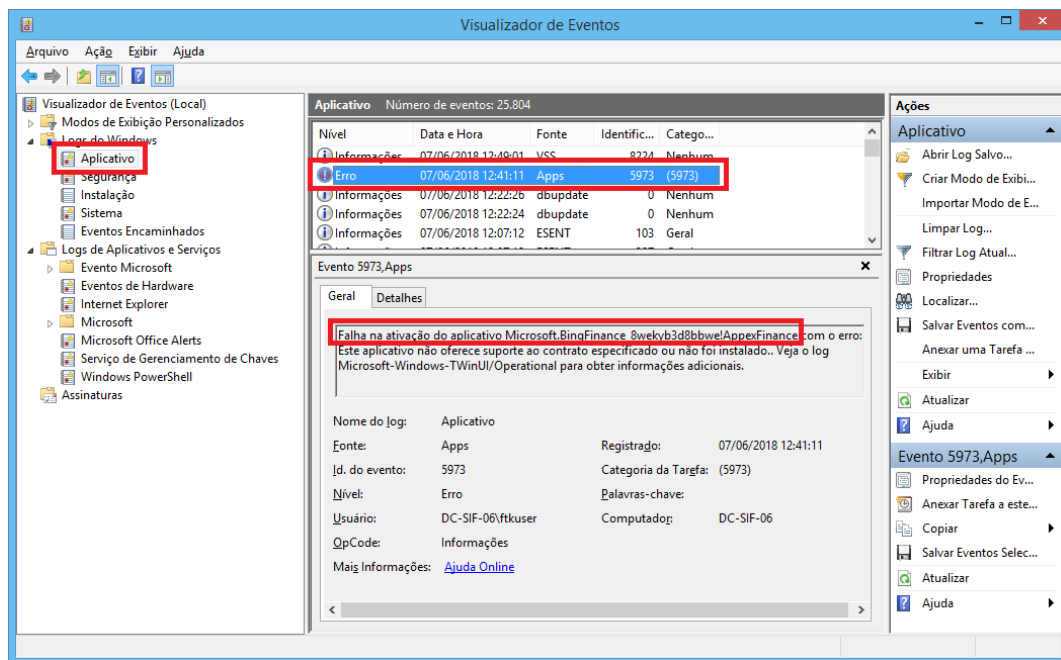 Visualizador de Eventos
Arquivo Ação Exibir Ajuda
Visualizador de Eventos (Local)
Modos de Exibição Personalizados
Logs do Windows
Aplicativo
Segurança
Instalação
Sistema
Eventos Encaminhados
Logs de Aplicativos e Serviços
Evento Microsoft
Eventos de Hardware
Internet Explorer
Microsoft
Microsoft Office Alerts
Serviço de Gerenciamento de Chaves
Windows PowerShell
Assinaturas
Aplicativo Número de eventos: 25.804
Nível Data e Hora Fonte Identific... Catego...
Informações 07/06/2018 12:49:01 VSS 8224 Nenhum
Erro 07/06/2018 12:41:11 Apps 5973 (5973)
Informações 07/06/2018 12:22:26 dbupdate 0 Nenhum
Informações 07/06/2018 12:22:24 dbupdate 0 Nenhum
Informações 07/06/2018 12:07:12 ESENT 103 Geral
Evento 5973,Apps
Geral Detalhes
Falha na ativação do aplicativo Microsoft.BingFinance_8wekyb3d8bbwe!AppexFinance com o erro:
Este aplicativo não oferece suporte ao contrato especificado ou não foi instalado.. Veja o log
Microsoft-Windows-TWinUI/Operational para obter informações adicionais.
Nome do log: Aplicativo
Fonte: Apps Registrado: 07/06/2018 12:41:11
Id. do evento: 5973 Categoria da Tarefa: (5973)
Nível: Erro Palavras-chave:
Usuário: DC-SIF-06\ftkuser Computador: DC-SIF-06
OpCode: Informações
Mais Informações: Ajuda Online
Ações
Aplicativo
Abrir Log Salvo...
Criar Modo de Exibi...
Importar Modo de E...
Limpar Log...
Filtrar Log Atual...
Propriedades
Localizar...
Salvar Eventos com...
Anexar uma Tarefa ...
Exibir
Atualizar
Ajuda
Evento 5973,Apps
Propriedades do Ev...
Anexar Tarefa a este...
Copiar
Salvar Eventos Selec...
Atualizar
Ajuda